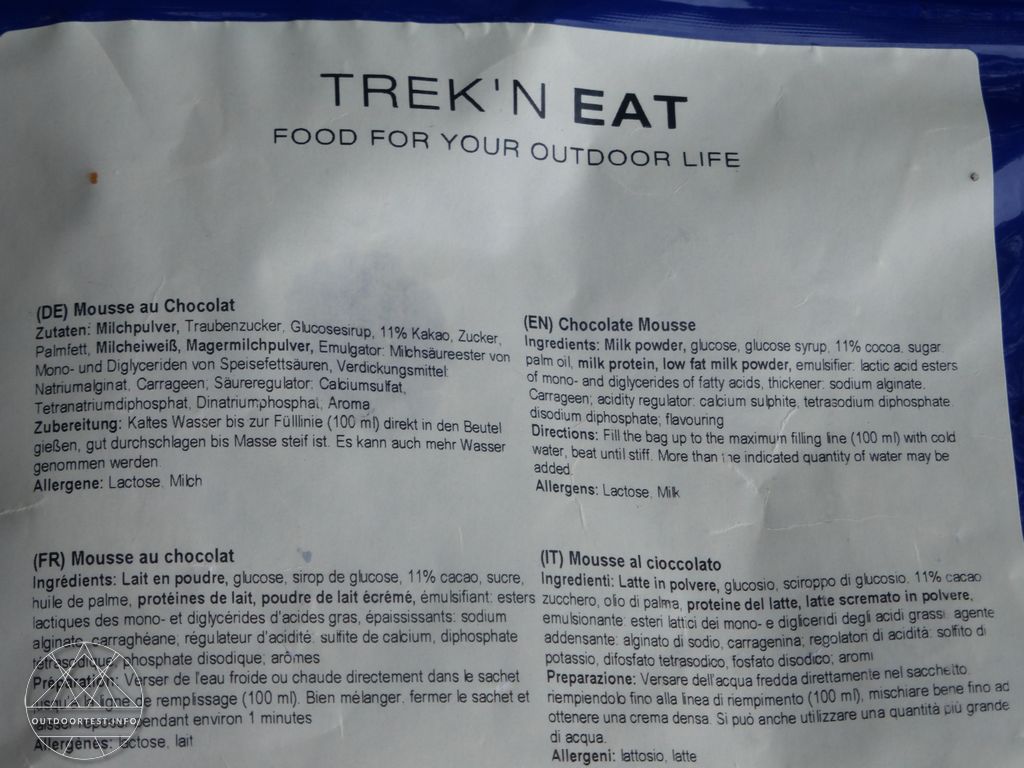 TREK'N EAT
FOOD FOR YOUR OUTDOOR LIFE
(DE) Mousse au Chocolat
Zutaten: Milchpulver, Traubenzucker, Glucosesirup, 11% Kakao, Zucker,
Palmfett, Milcheiweiß, Magermilchpulver, Emulgator: Milchsäureester von
Mono- und Diglyceriden von Speisefettsäuren, Verdickungsmittel:
Natriumalginat, Carrageen; Säureregulator: Calciumsulfat,
Tetranatriumdiphosphat, Dinatriumphosphat, Aroma
Zubereitung: Kaltes Wasser bis zur Fülllinie (100 ml) direkt in den Beutel
gießen, gut durchschlagen bis Masse steif ist. Es kann auch mehr Wasser
genommen werden.
Allergene: Lactose, Milch
(EN) Chocolate Mousse
Ingredients: Milk powder, glucose, glucose syrup, 11% cocoa, sugar,
palm oil, milk protein, low fat milk powder, emulsifier: lactic acid esters
of mono- and diglycerides of fatty acids, thickener: sodium alginate.
Carrageen; acidity regulator: calcium sulphite, tetrasodium diphosphate.
disodium diphosphate; flavouring
Directions: Fill the bag up to the maximum filling line (100 ml) with cold
water, beat until stiff. More than the indicated quantity of water may be
added.
Allergens: Lactose, Milk
(FR) Mousse au chocolat
Ingrédients: Lait en poudre, glucose, sirop de glucose, 11% cacao, sucre,
huile de palme, protéines de lait, poudre de lait écrémé, émulsifiant: esters
lactiques des mono- et diglycérides d'acides gras, épaississants: sodium
alginate, carraghéane; régulateur d'acidité: sulfite de calcium, diphosphate
tétrasodique, phosphate disodique; arômes
Préparation: Verser de l'eau froide ou chaude directement dans le sachet
jusqu'à la ligne de remplissage (100 ml). Bien mélanger, fermer le sachet et
laisser reposer pendant environ 1 minutes
Allergènes: lactose, lait
(IT) Mousse al cioccolato
Ingredienti: Latte in polvere, glucosio, sciroppo di glucosio, 11% cacao
zucchero, olio di palma, proteine del latte, latte scremato in polvere,
emulsionante: esteri lattici dei mono- e digliceridi degli acidi grassi, agente
addensante: alginato di sodio, carragenina; regolatori di acidità: solfito di
potassio, difosfato tetrasodico, fosfato disodico; aromi
Preparazione: Versare dell'acqua fredda direttamente nel sacchetto,
riempiendolo fino alla linea di riempimento (100 ml), mischiare bene fino ad
ottenere una crema densa. Si può anche utilizzare una quantità più grande
di acqua.
Allergeni: lattosio, latte
OUTDOORTEST.INFO